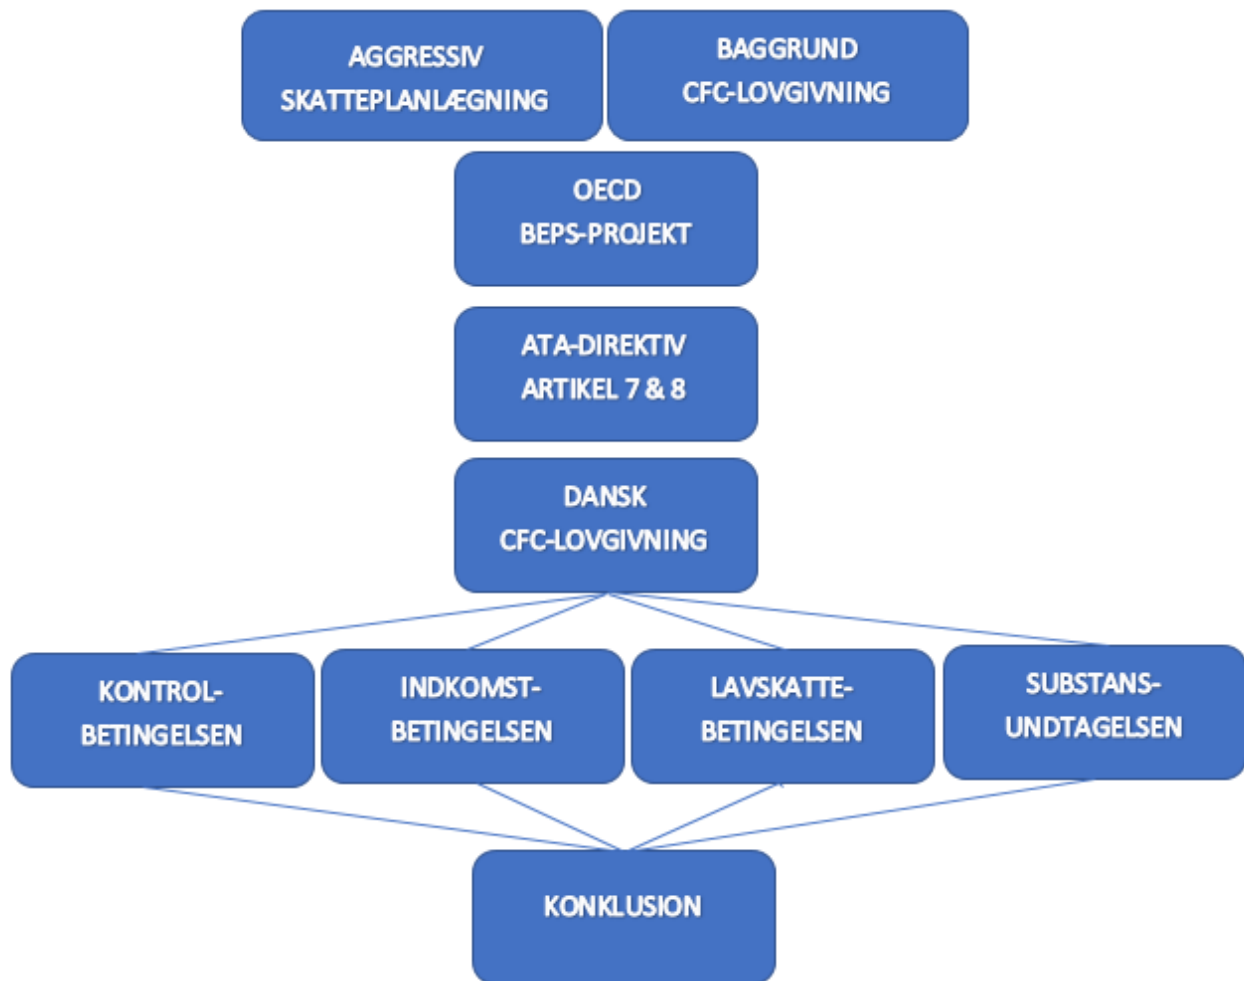 AGGRESSIV
SKATTEPLANLÆGNING
BAGGRUND
CFC-LOVGIVNING
OECD
BEPS-PROJEKT
ATA-DIREKTIV
ARTIKEL 7 & 8
DANSK
CFC-LOVGIVNING
KONTROL-
BETINGELSEN
INDKOMST-
BETINGELSEN
LAVSKATTE-
BETINGELSEN
SUBSTANS-
UNDTAGELSEN
KONKLUSION